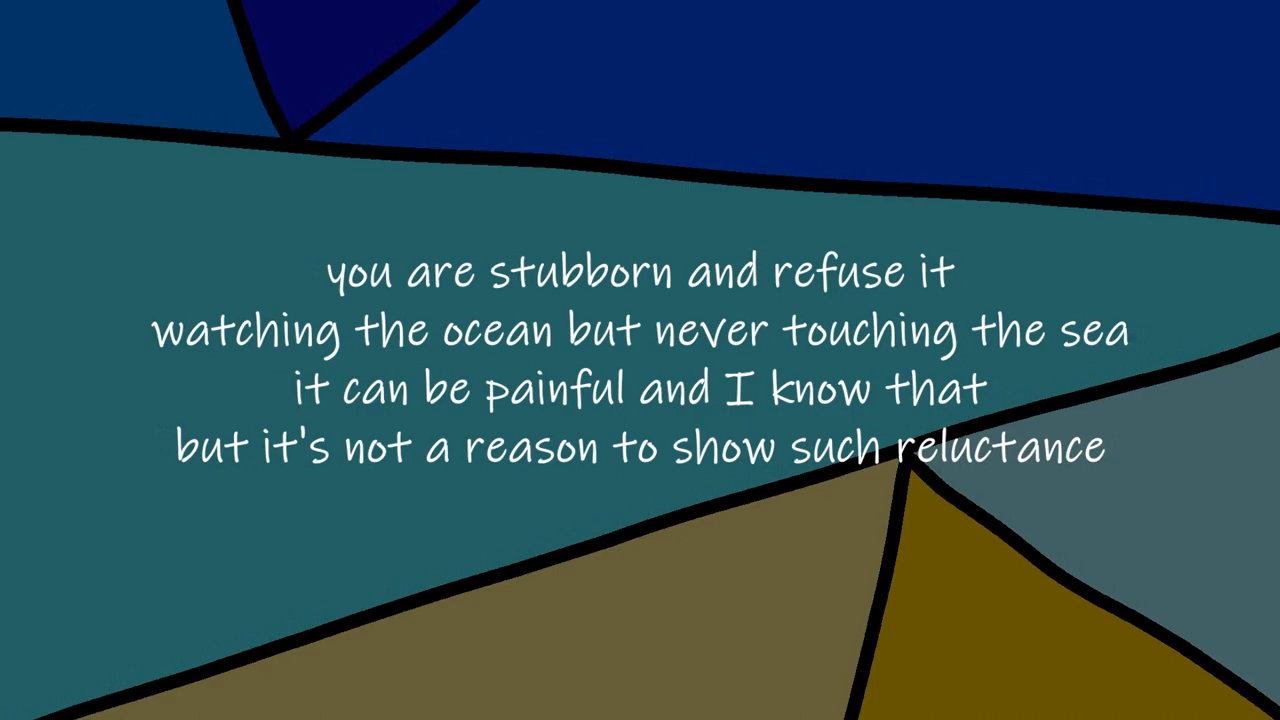 you are stubborn and refuse it
watching the ocean but never touching the sea
it can be painful and I know that
but it's not a reason to show such reluctance